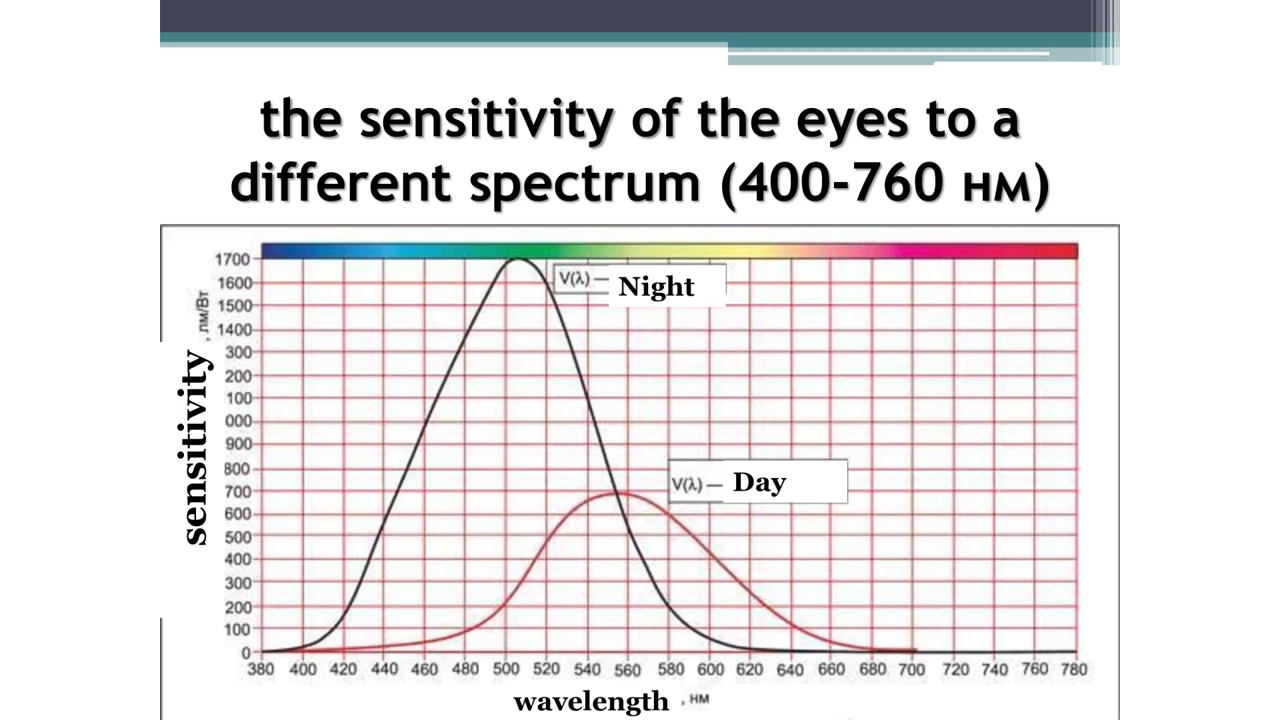 the sensitivity of the eyes to a
different spectrum (400-760 нм)
1700
1600
1500
1400
300
200
100
000
900
800
700
600
500
400
300
200
100
0
, лм/Вт
sensitivity
V(λ) — Night
V(λ) — Day
380 400 420 440 460 480 500 520 540 560 580 600 620 640 660 680 700 720 740 760 780
wavelength , нм